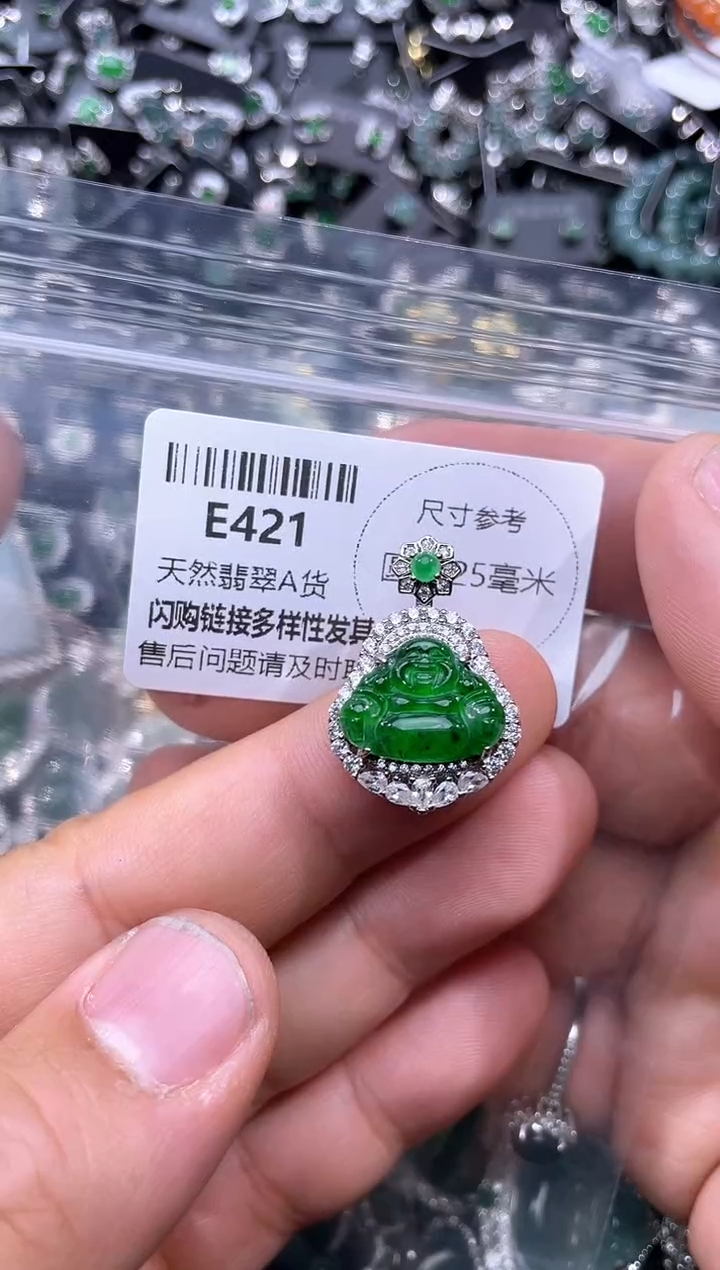 E421
天然翡翠A货
闪购链接多样性发其
售后问题请及时
尺寸参考
25毫米